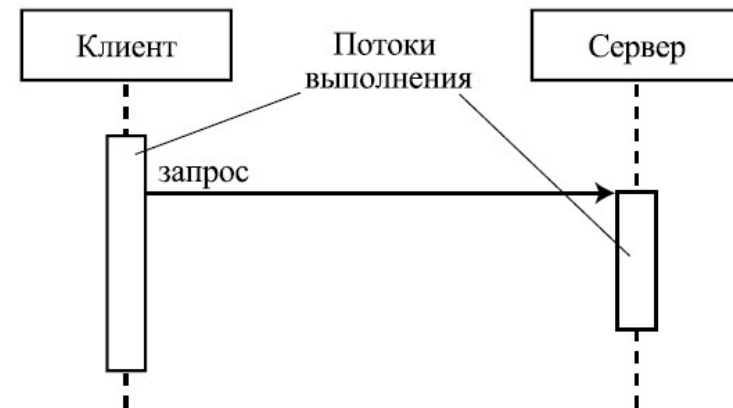 Клиент
Потоки
выполнения
Сервер
запрос